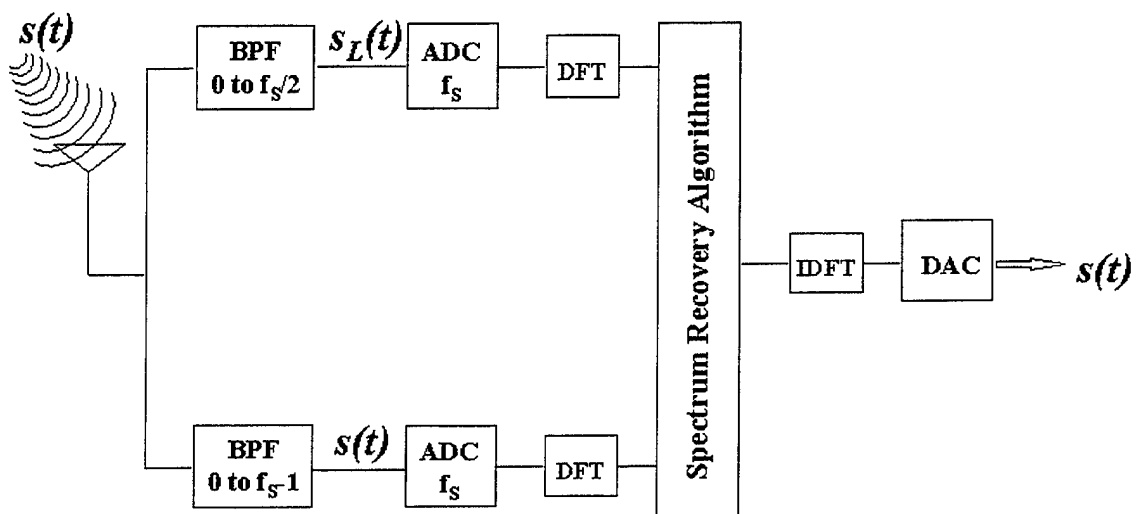 s(t)
BPF
0 to fS/2
sL(t)
ADC
fS
DFT
Spectrum Recovery Algorithm
IDFT
DAC
s(t)
BPF
0 to fS-1
s(t)
ADC
fS
DFT